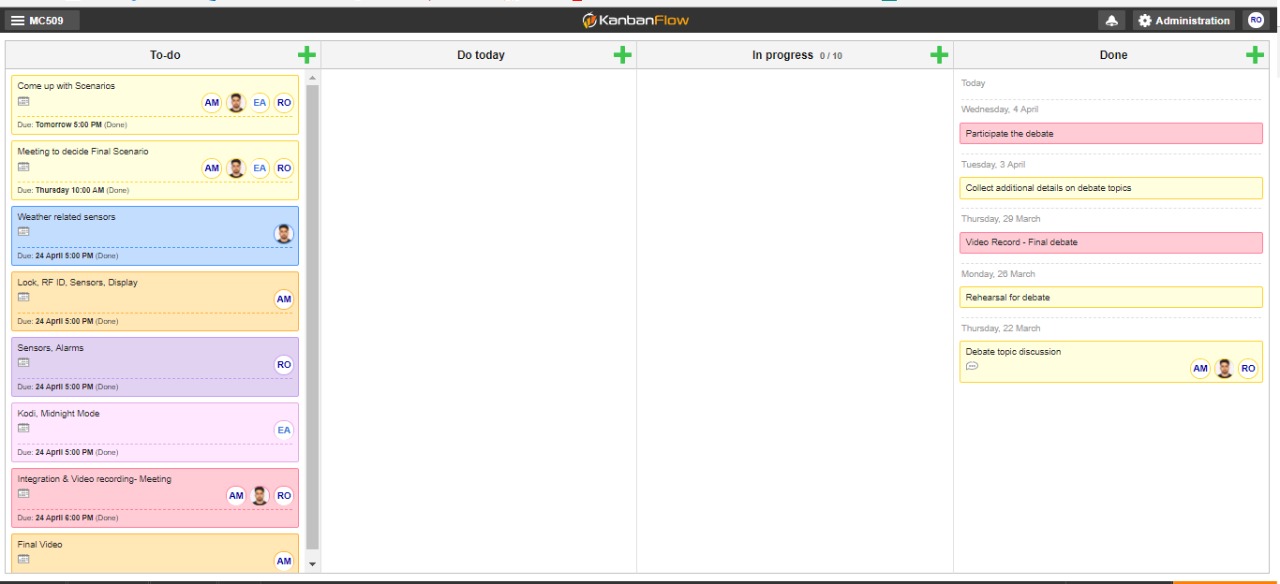 MC509
KanbanFlow
Administration
RO
To-do
Do today
In progress 0 / 10
Done
Come up with Scenarios
AM EA RO
Due: Tomorrow 5:00 PM (Done)
Meeting to decide Final Scenario
AM EA RO
Due: Thursday 10:00 AM (Done)
Weather related sensors
Due: 24 April 5:00 PM (Done)
Lock, RF ID, Sensors, Display
AM
Due: 24 April 5:00 PM (Done)
Sensors, Alarms
RO
Due: 24 April 5:00 PM (Done)
Kodi, Midnight Mode
EA
Due: 24 April 5:00 PM (Done)
Integration & Video recording- Meeting
AM RO
Due: 24 April 6:00 PM (Done)
Final Video
AM
Today
Wednesday, 4 April
Participate the debate
Tuesday, 3 April
Collect additional details on debate topics
Thursday, 29 March
Video Record - Final debate
Monday, 26 March
Rehearsal for debate
Thursday, 22 March
Debate topic discussion
AM RO